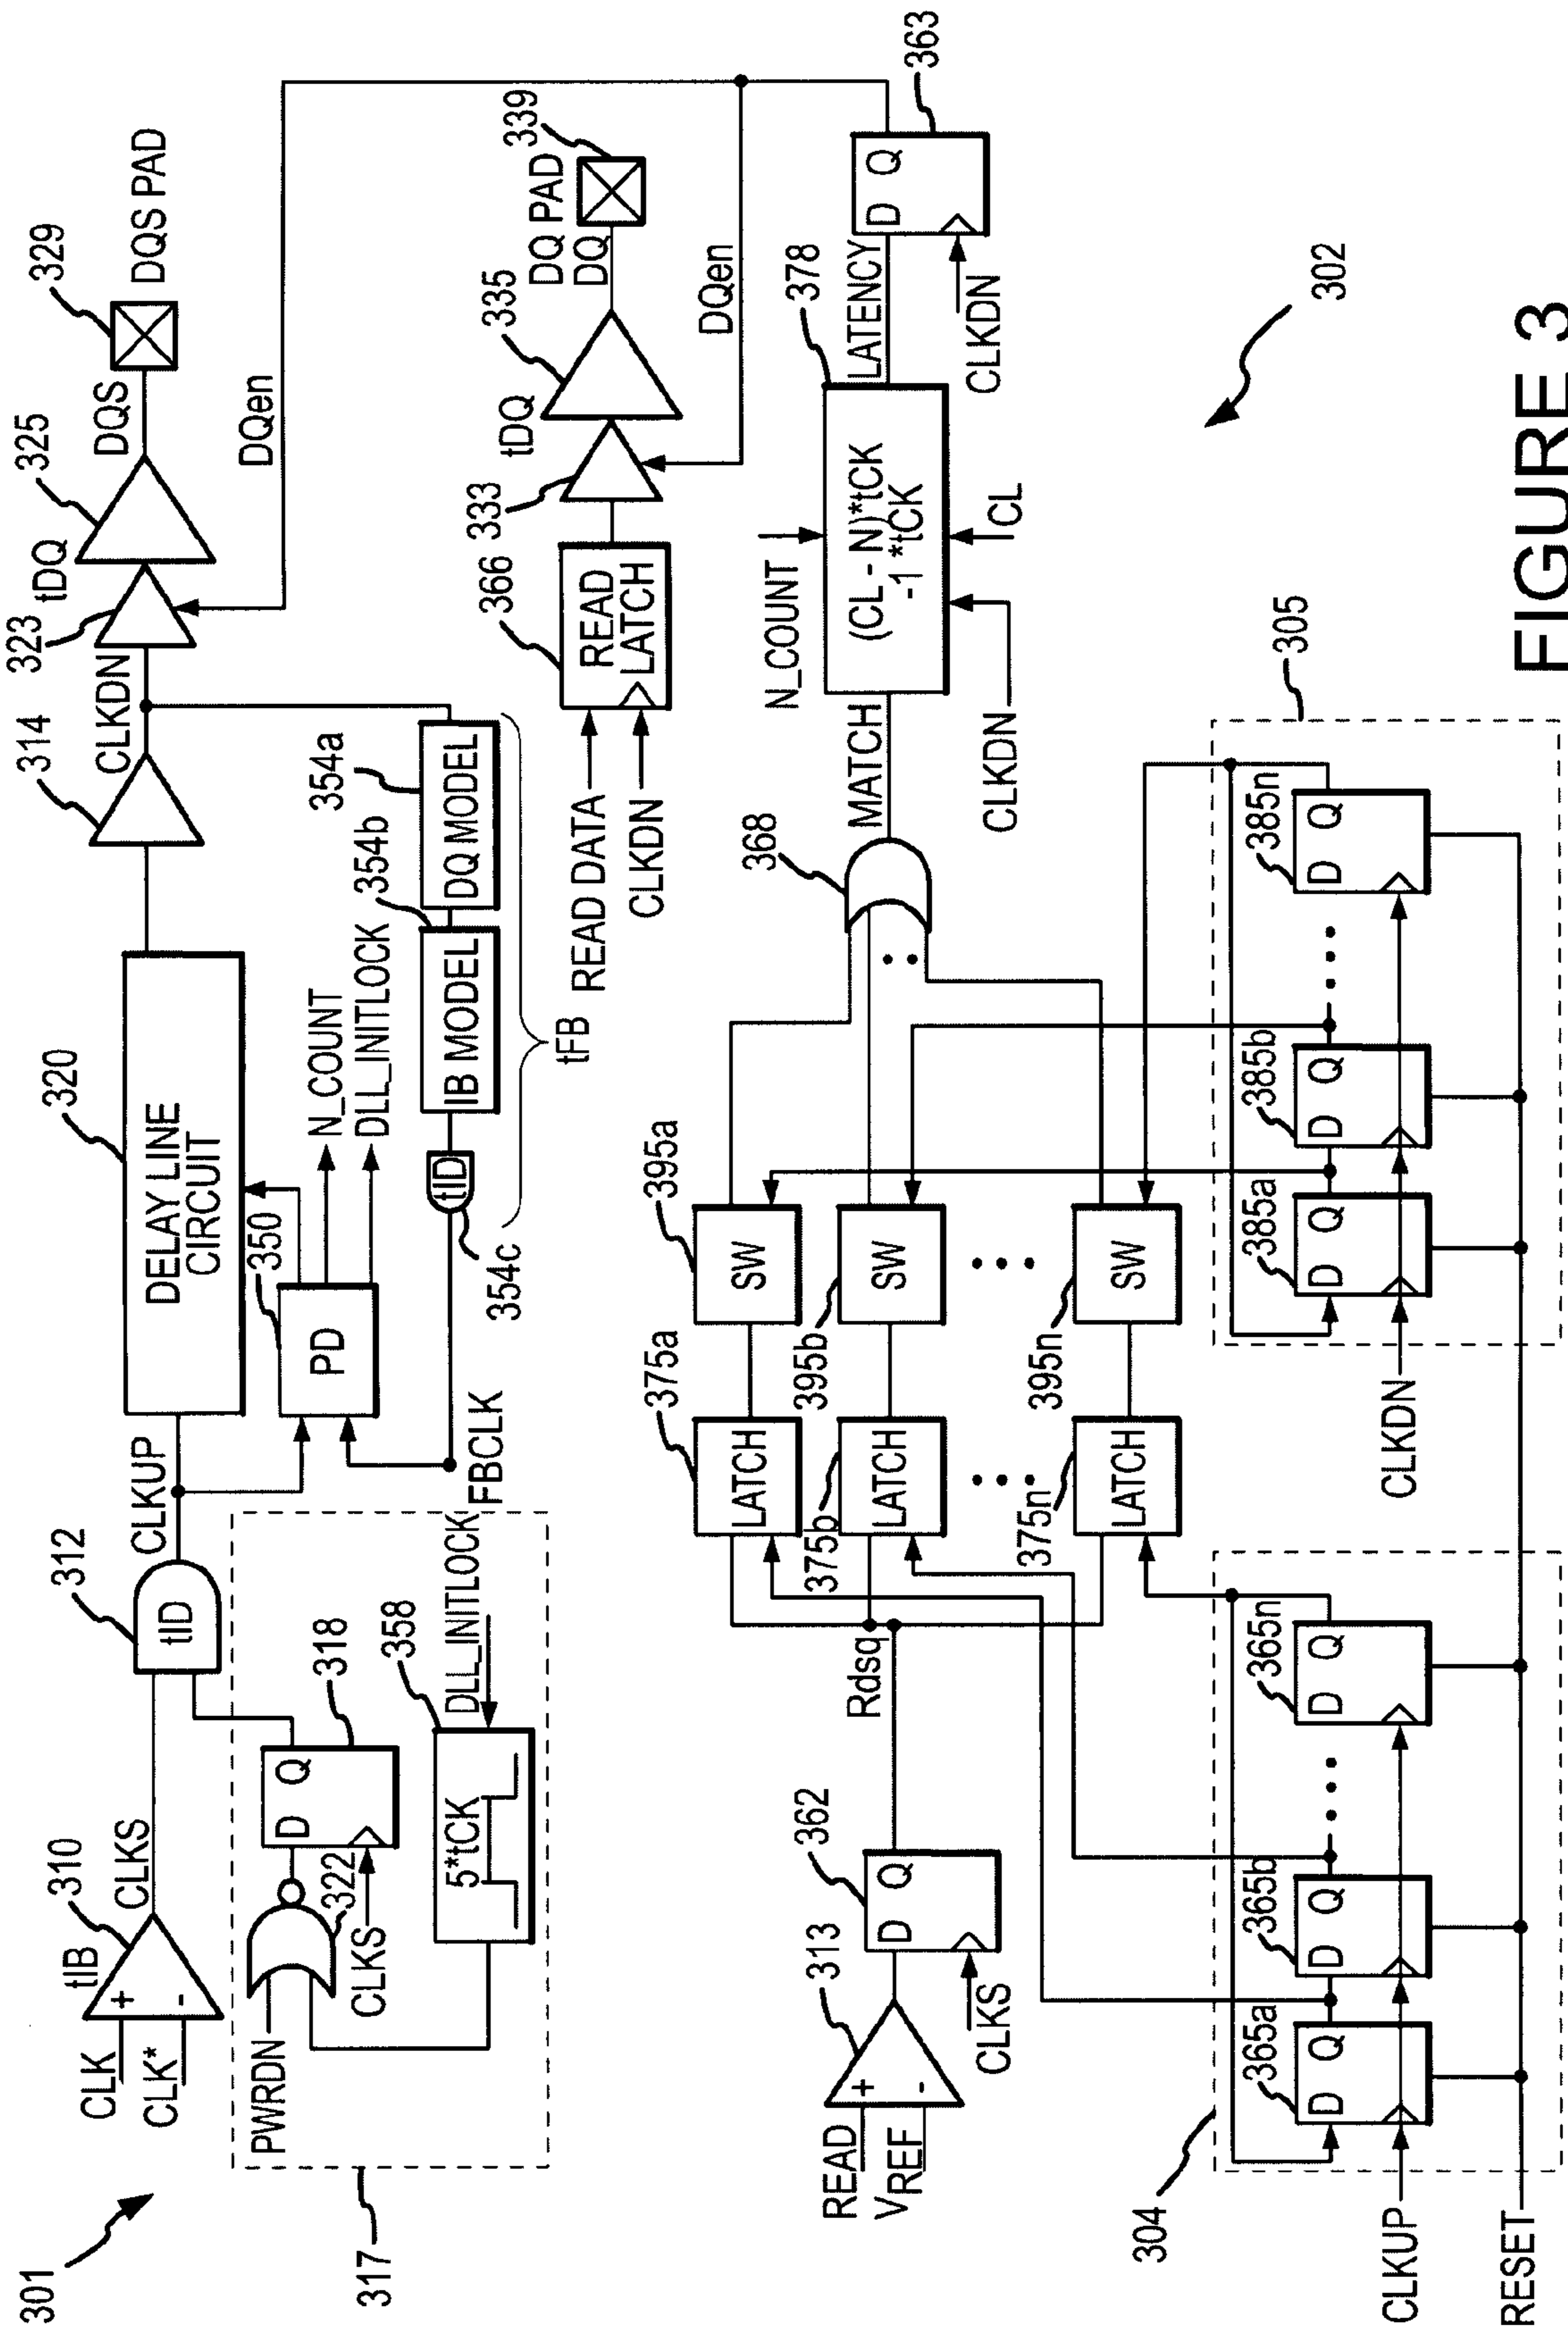 301
CLK
CLK*
tIB
+
-
310
CLKS
312
tID
CLKUP
320
DELAY LINE
CIRCUIT
314
CLKDN
323
tDQ
325
DQS
329
DQS PAD
317
PWRDN
322
CLKS
D Q
318
5*tCK
358
DLL_INITLOCK
350
PD
N_COUNT
DLL_INITLOCK
FBCLK
354c
tID
354b
IB MODEL
354a
DQ MODEL
tFB
DQen
READ DATA
CLKDN
366
READ
LATCH
333
tDQ
335
DQ PAD
DQ
339
DQen
READ
VREF
+
-
313
CLKS
D Q
362
Rdsq
375a
LATCH
395a
SW
375b
LATCH
395b
SW
375n
LATCH
395n
SW
368
MATCH
N_COUNT
(CL - N)*tCK
-1 *tCK
CLKDN
CL
378
LATENCY
D Q
CLKDN
363
302
304
CLKUP
RESET
365a
D Q
365b
D Q
365n
D Q
CLKDN
385a
D Q
385b
D Q
385n
D Q
305
FIGURE 3